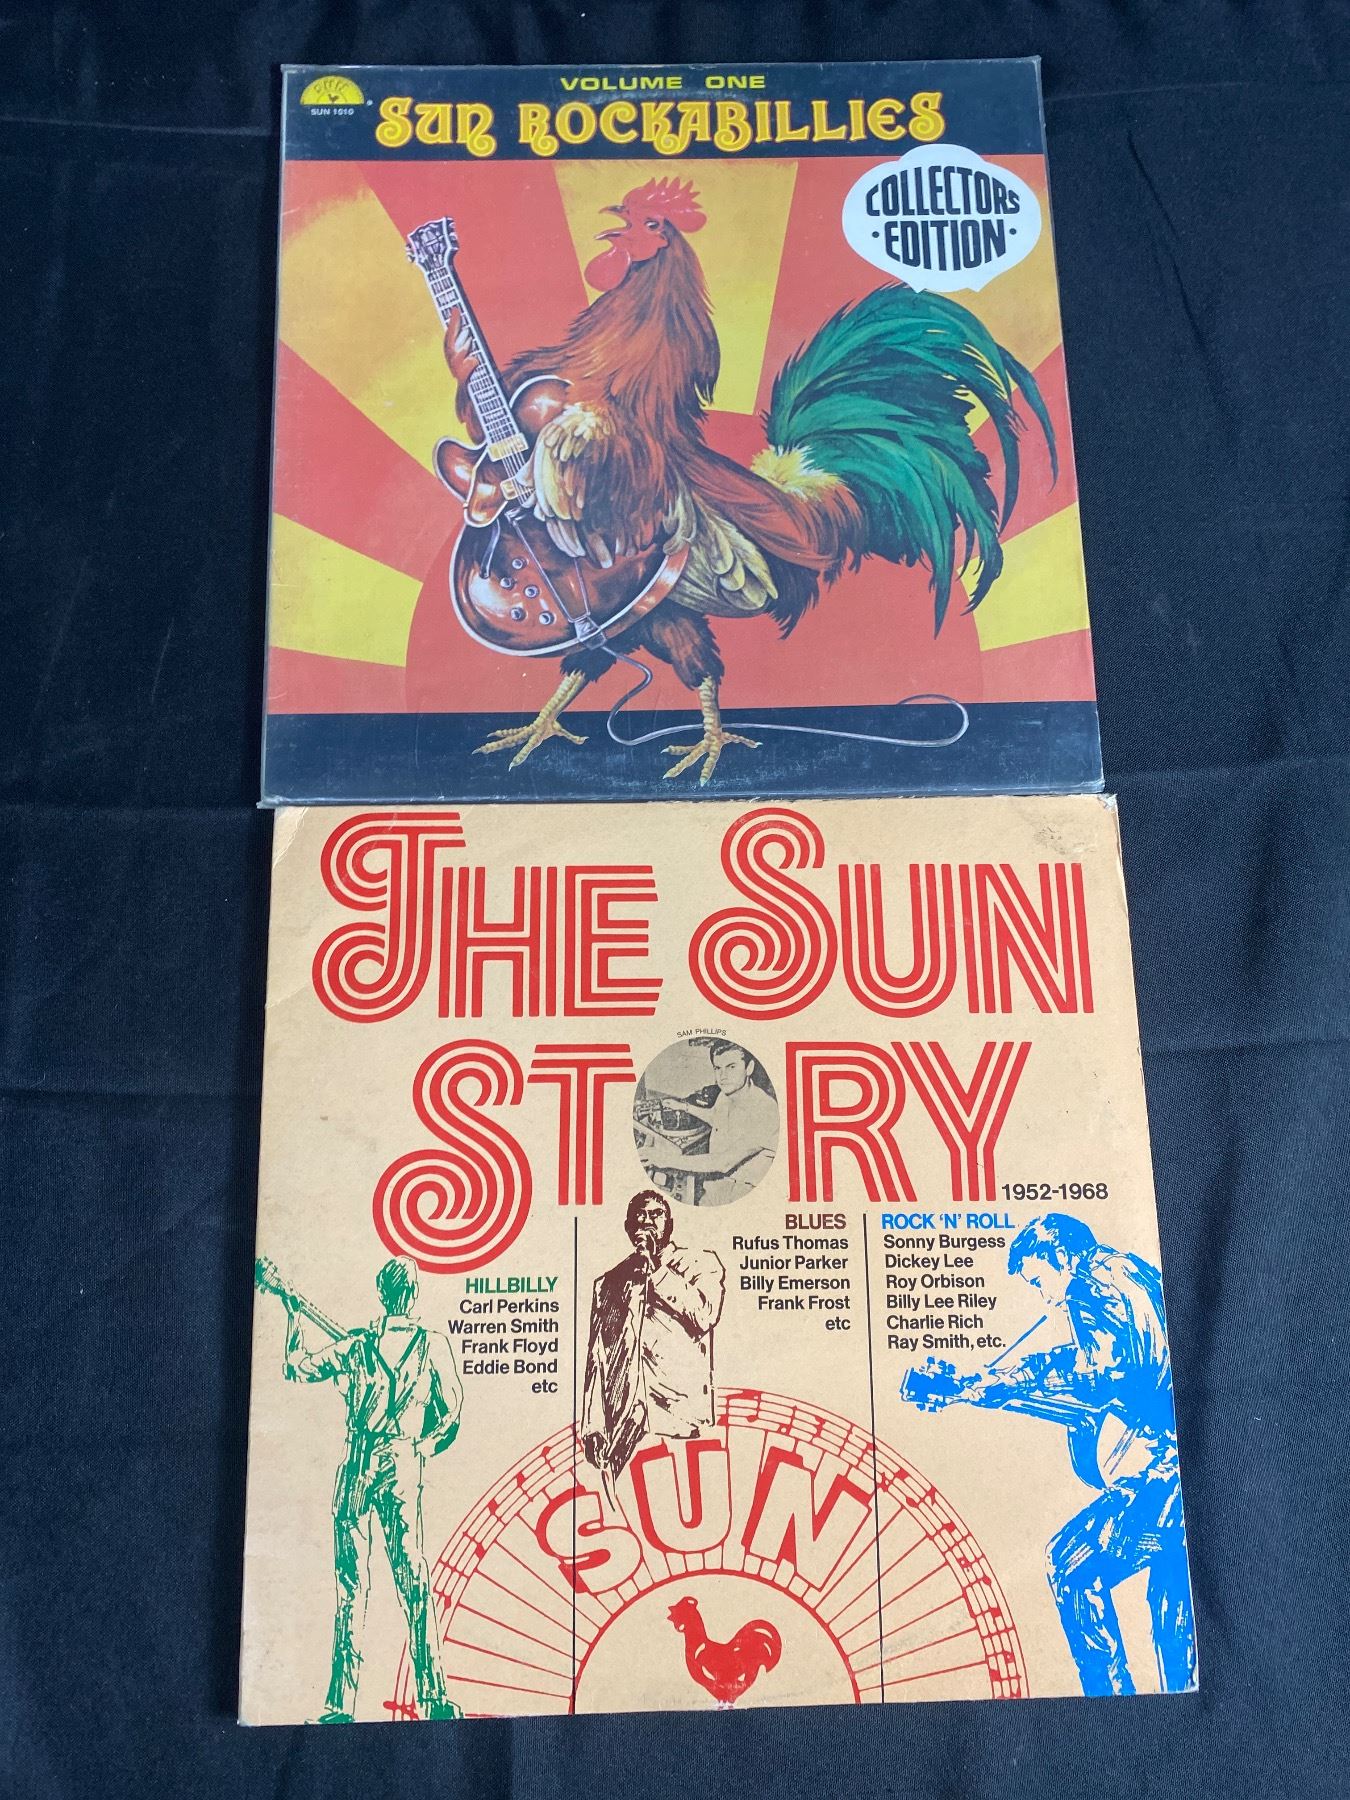 VOLUME ONE
SUN ROCKABILLIES
SUN
SUN 1010
COLLECTORS
·EDITION·
THE SUN
STORY
SAM PHILLIPS
1952-1968
HILLBILLY
Carl Perkins
Warren Smith
Frank Floyd
Eddie Bond
etc
BLUES
Rufus Thomas
Junior Parker
Billy Emerson
Frank Frost
etc
ROCK ‘N’ ROLL
Sonny Burgess
Dickey Lee
Roy Orbison
Billy Lee Riley
Charlie Rich
Ray Smith, etc.
SUN